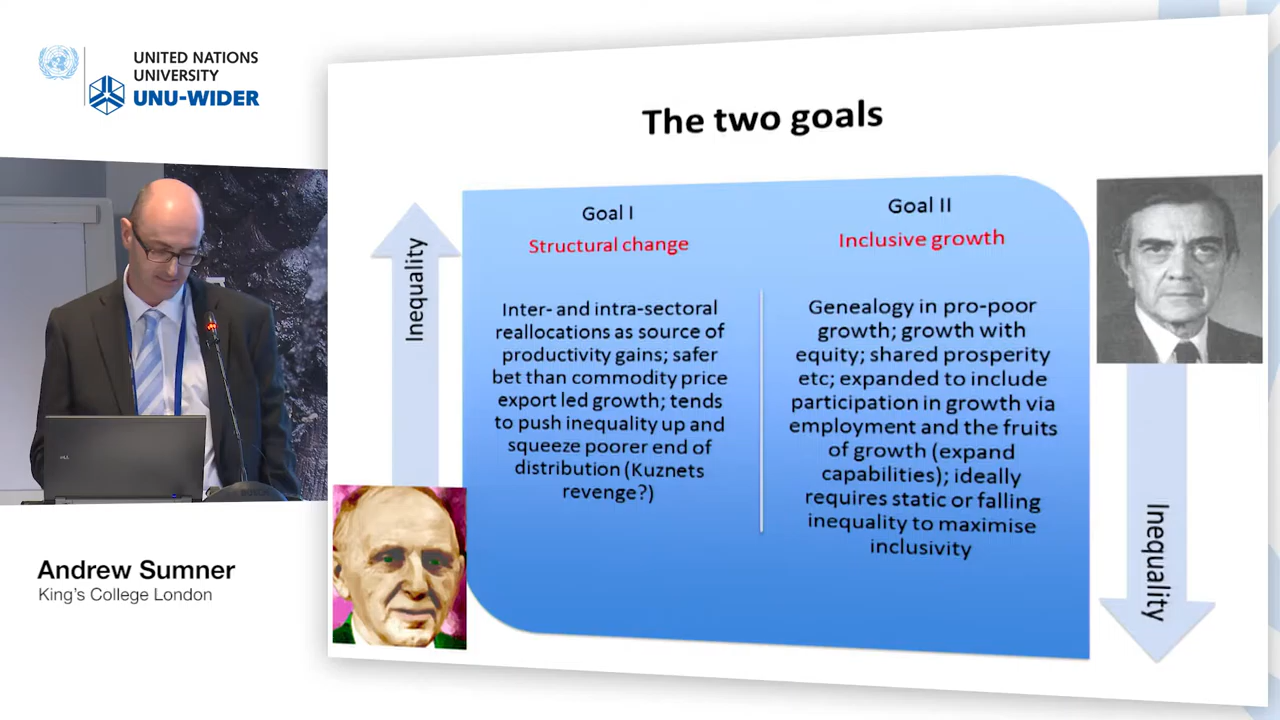 UNITED NATIONS
UNIVERSITY
UNU-WIDER
The two goals
Inequality
Goal I
Structural change
Inter- and intra-sectoral
reallocations as source of
productivity gains; safer
bet than commodity price
export led growth; tends
to push inequality up and
squeeze poorer end of
distribution (Kuznets
revenge?)
Goal II
Inclusive growth
Genealogy in pro-poor
growth; growth with
equity; shared prosperity
etc; expanded to include
participation in growth via
employment and the fruits
of growth (expand
capabilities); ideally
requires static or falling
inequality to maximise
inclusivity
Inequality
Andrew Sumner
King's College London